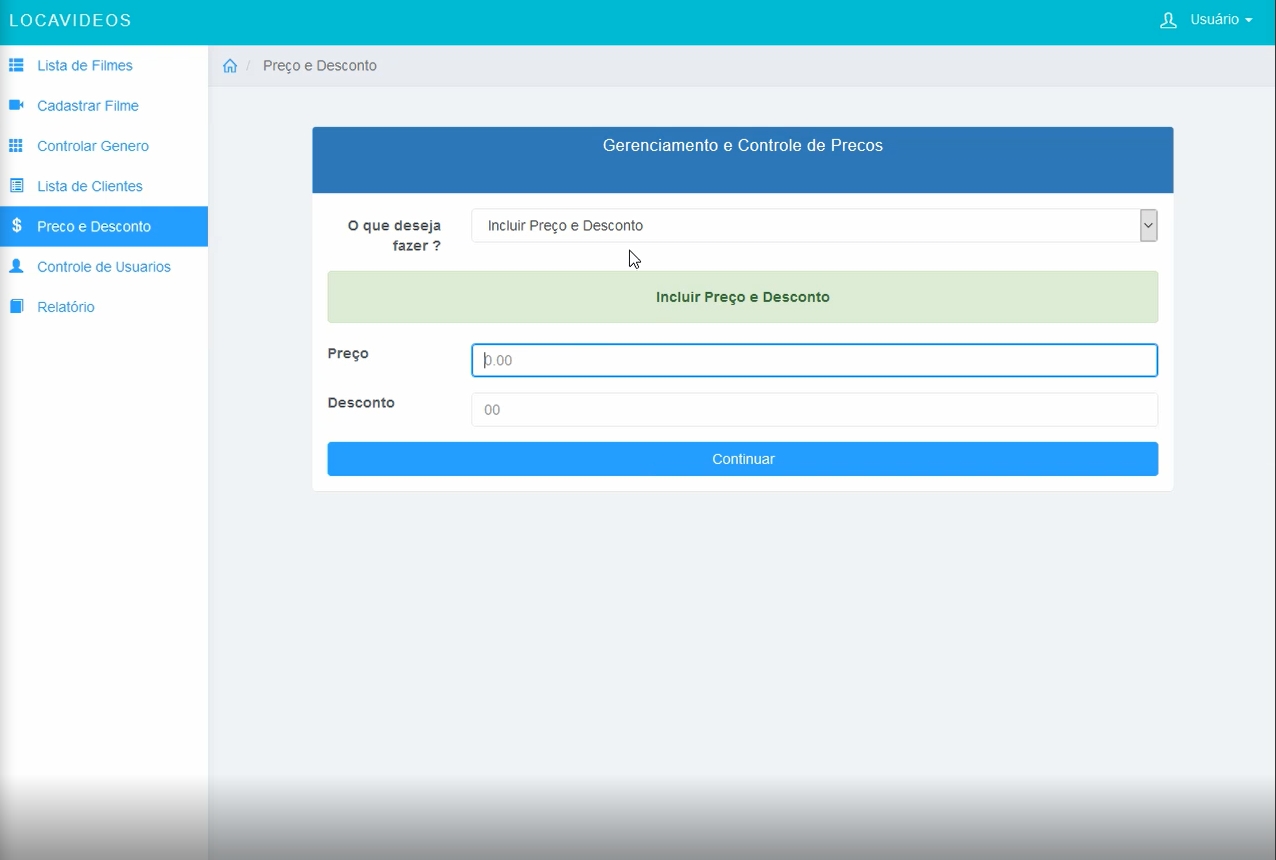 LOCAVIDEOS
Usuário
Lista de Filmes
Cadastrar Filme
Controlar Genero
Lista de Clientes
Preco e Desconto
Controle de Usuarios
Relatório
/ Preço e Desconto
Gerenciamento e Controle de Precos
O que deseja
fazer ?
Incluir Preço e Desconto
Incluir Preço e Desconto
Preço
0.00
Desconto
00
Continuar